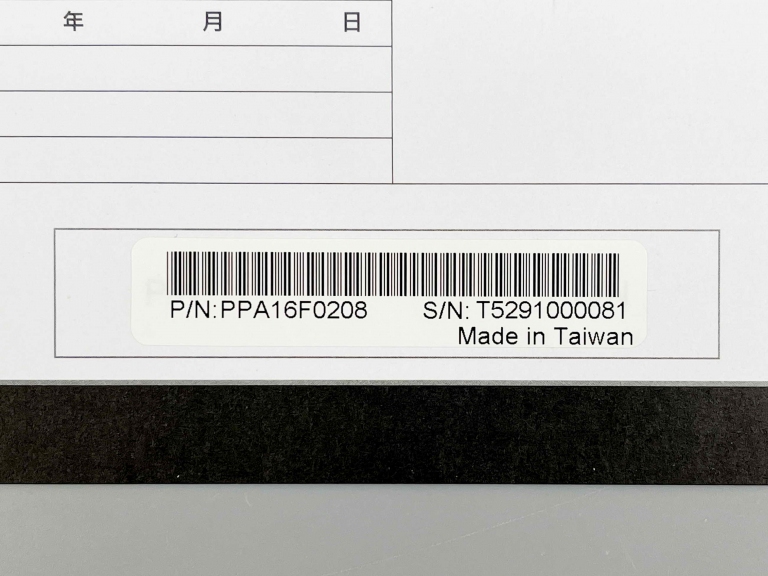 年 月 日
P/N:PPA16F0208 S/N: T5291000081
Made in Taiwan